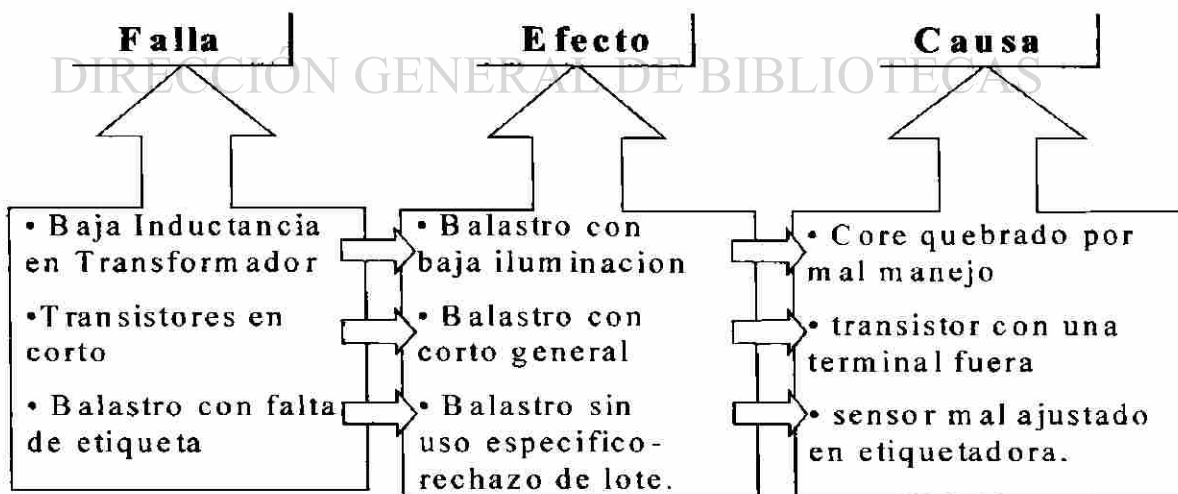 Falla
Efecto
Causa
DIRECCIÓN GENERAL DE BIBLIOTECAS
• Baja Inductancia
en Transformador
•Transistores en
corto
• Balastro con falta
de etiqueta
• Balastro con
baja iluminacion
• Balastro con
corto general
• Balastro sin
uso especifico-
rechazo de lote.
• Core quebrado por
mal manejo
• transistor con una
terminal fuera
• sensor mal ajustado
en etiquetadora.